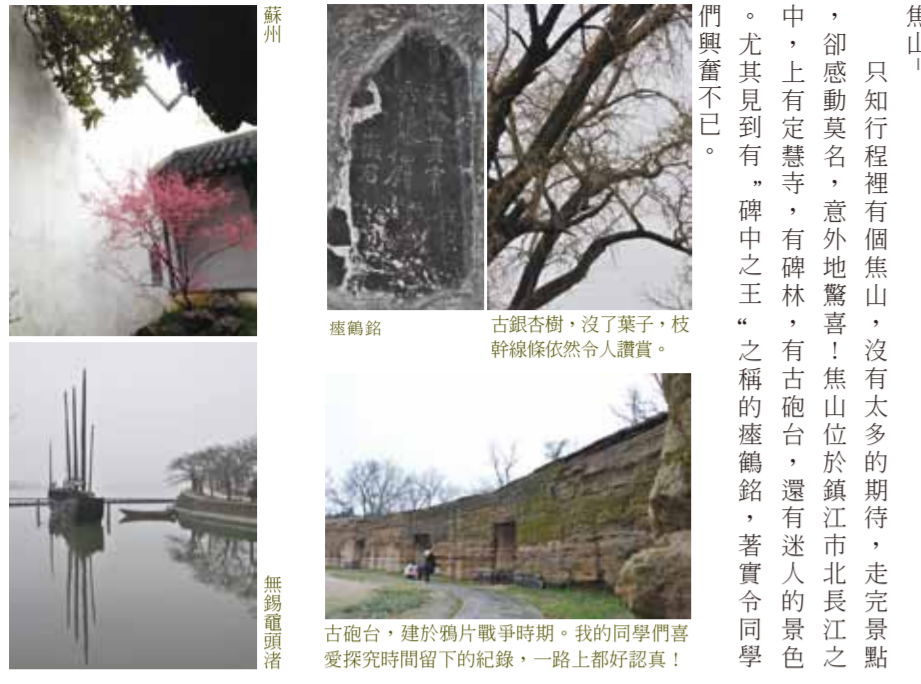 焦山-
只知行程裡有個焦山，沒有太多的期待，走完景點
，卻感動莫名，意外地驚喜！焦山位於鎮江市北長江之
中，上有定慧寺，有碑林，有古砲台，還有迷人的景色
。尤其見到有”碑中之王“之稱的瘞鶴銘，著實令同學
們興奮不已。
古銀杏樹，沒了葉子，枝
幹線條依然令人讚賞。
瘞鶴銘
古砲台，建於鴉片戰爭時期。我的同學們喜
愛探究時間留下的紀錄，一路上都好認真！
蘇州
無錫黿頭渚